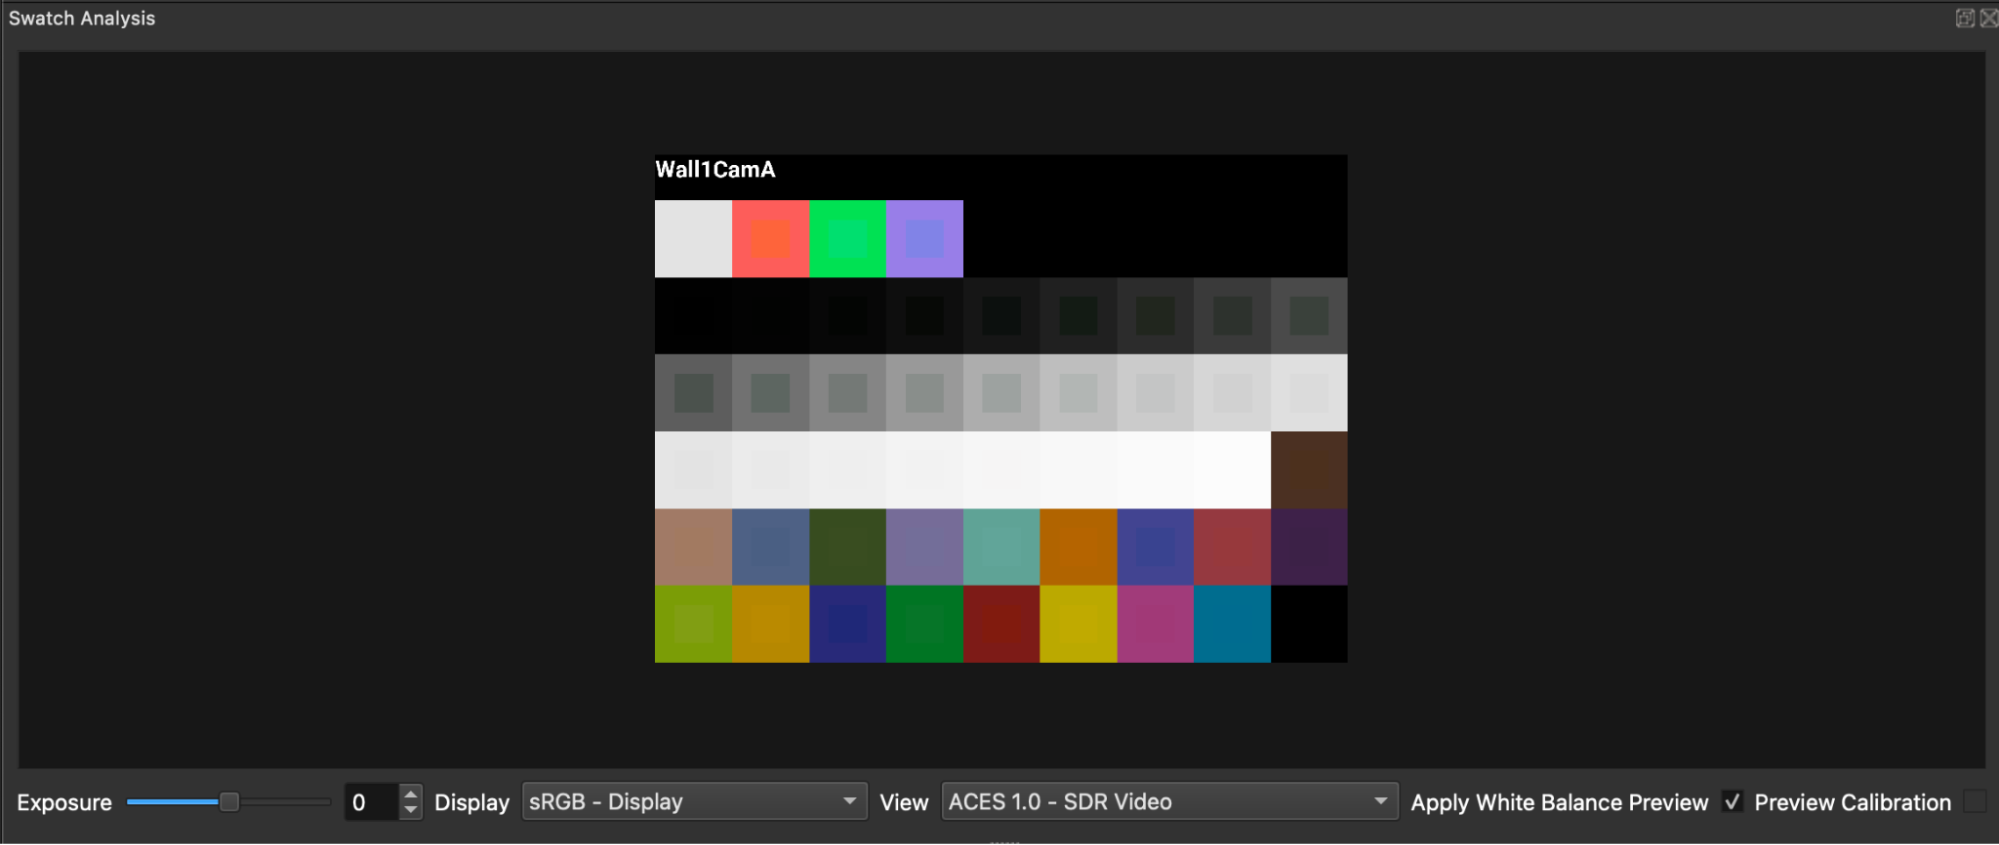 Swatch Analysis
Wall1CamA
Exposure 0 Display sRGB - Display View ACES 1.0 - SDR Video Apply White Balance Preview Preview Calibration